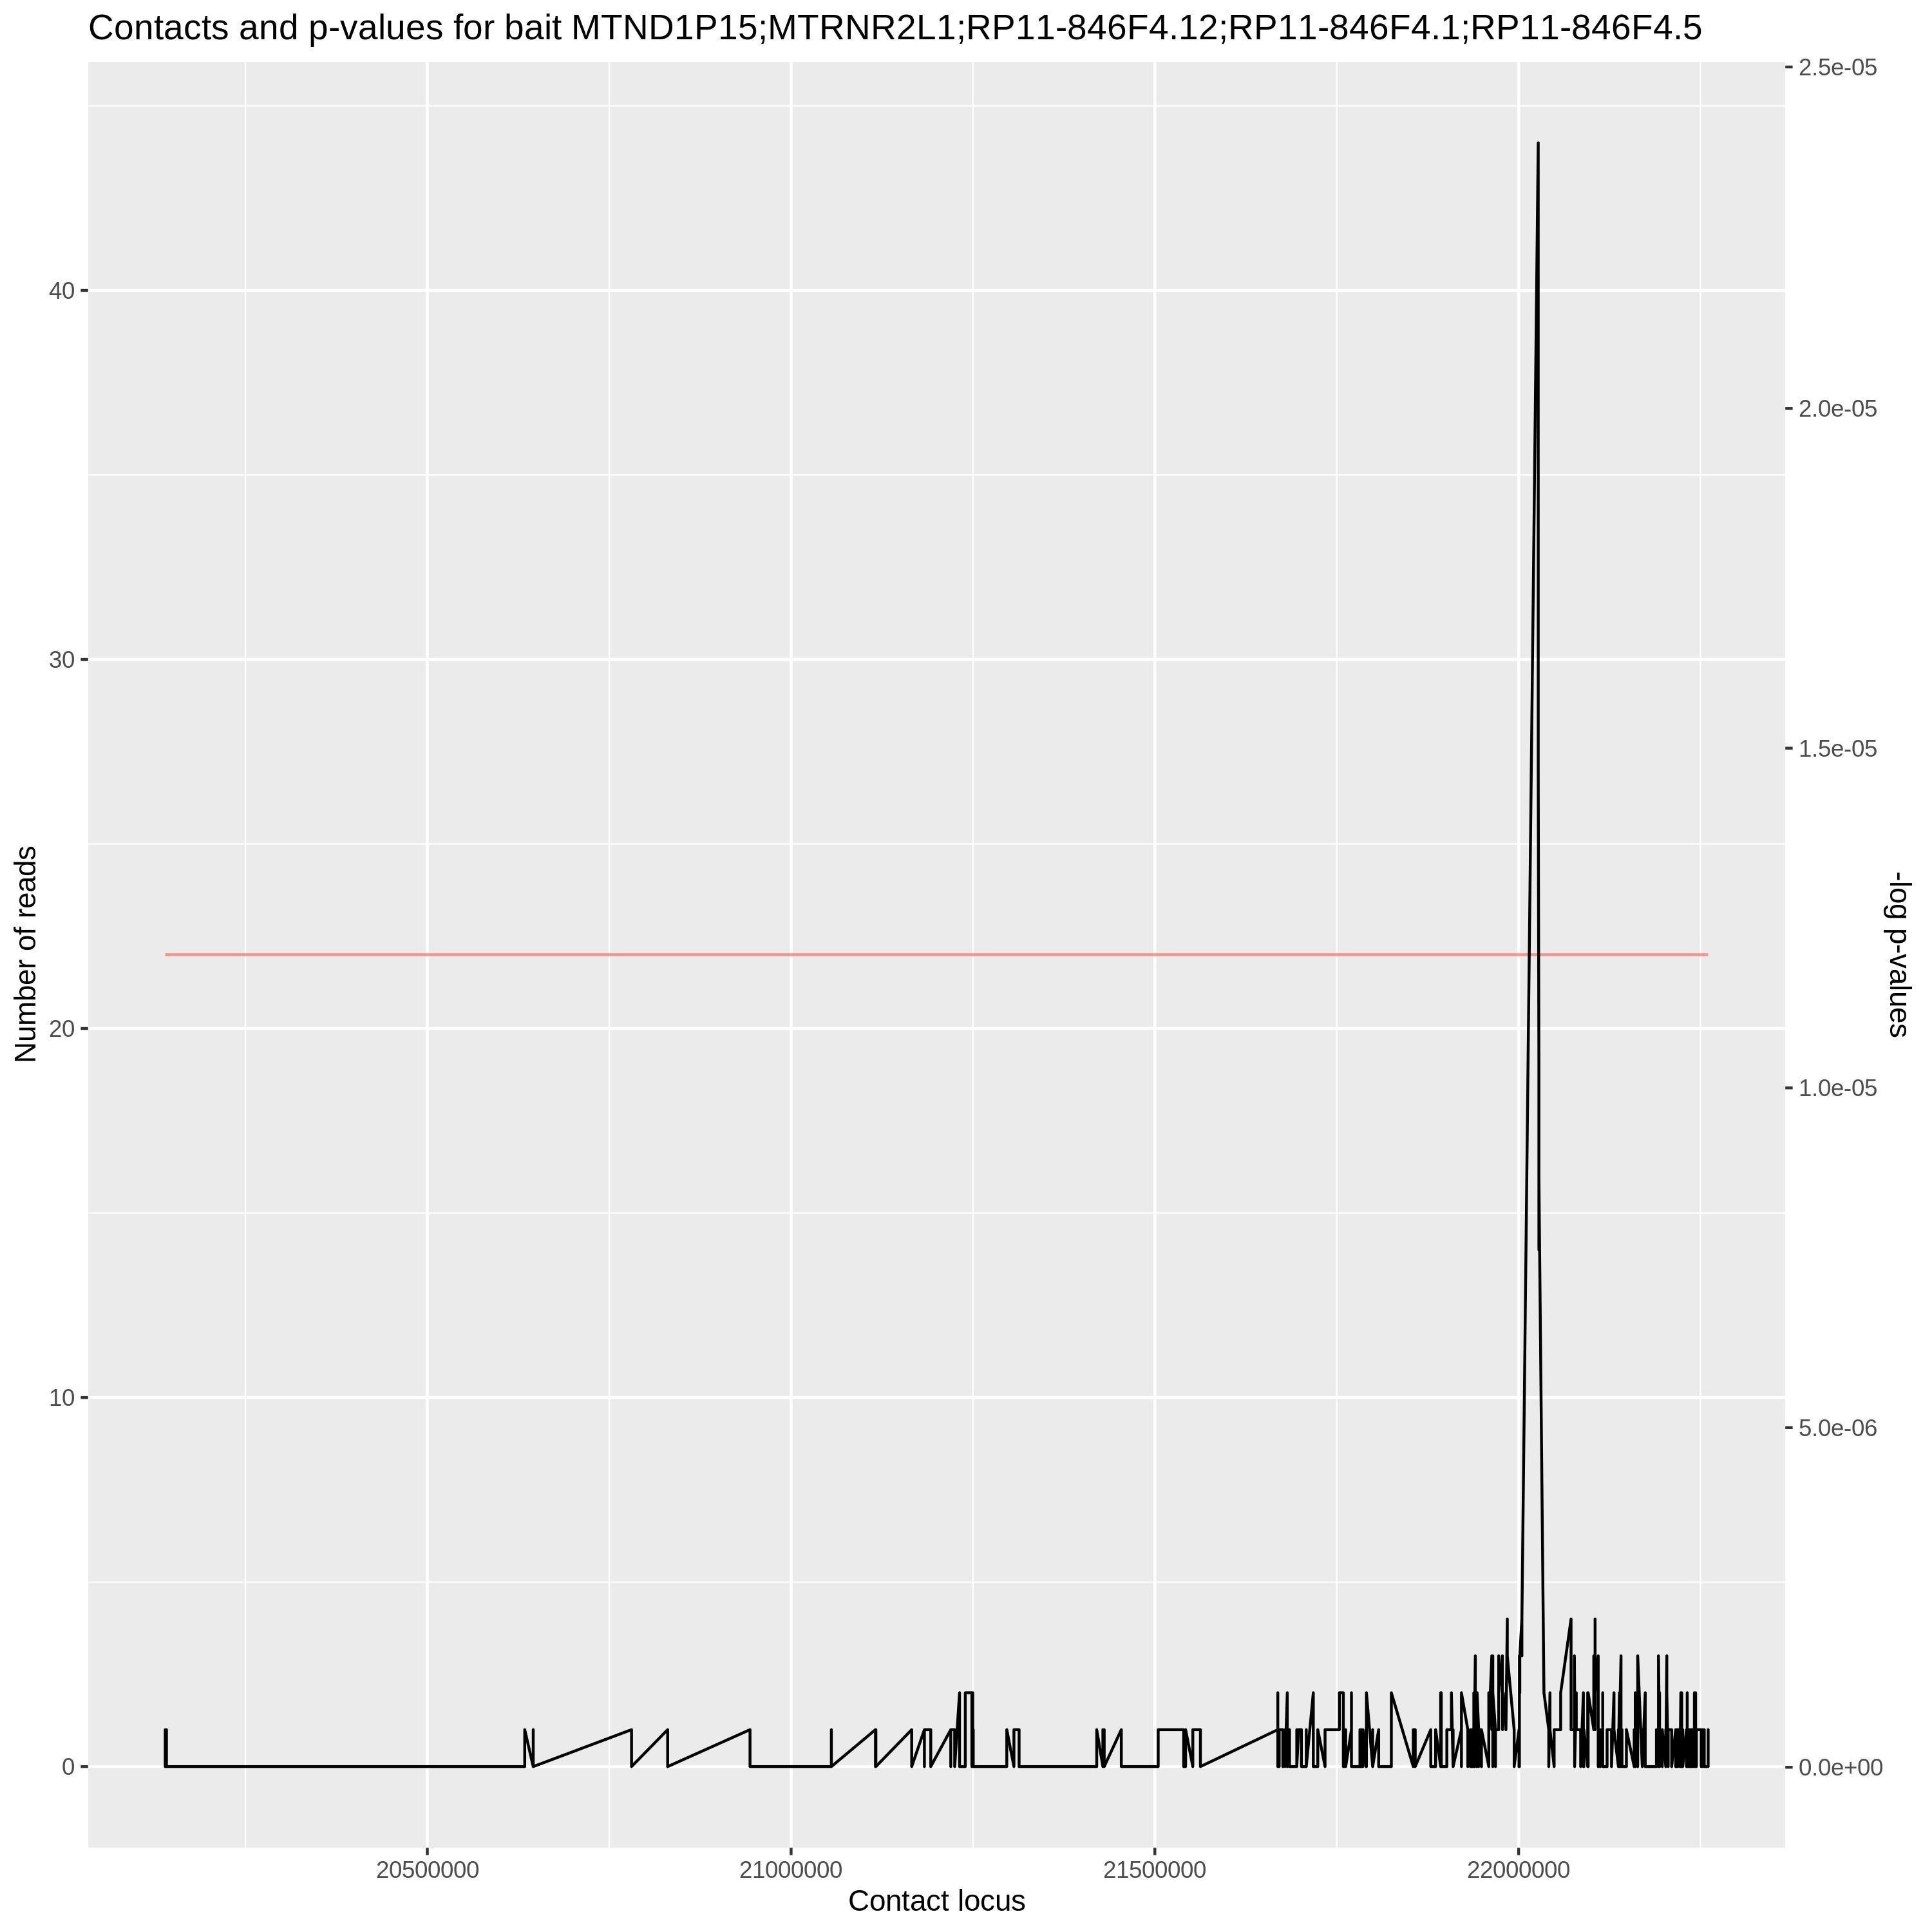 Contacts and p-values for bait MTND1P15;MTRNR2L1;RP11-846F4.12;RP11-846F4.1;RP11-846F4.5
Number of reads
40
30
20
10
0
2.5e-05
2.0e-05
1.5e-05
1.0e-05
5.0e-06
0.0e+00
-log p-values
20500000
21000000
21500000
22000000
Contact locus